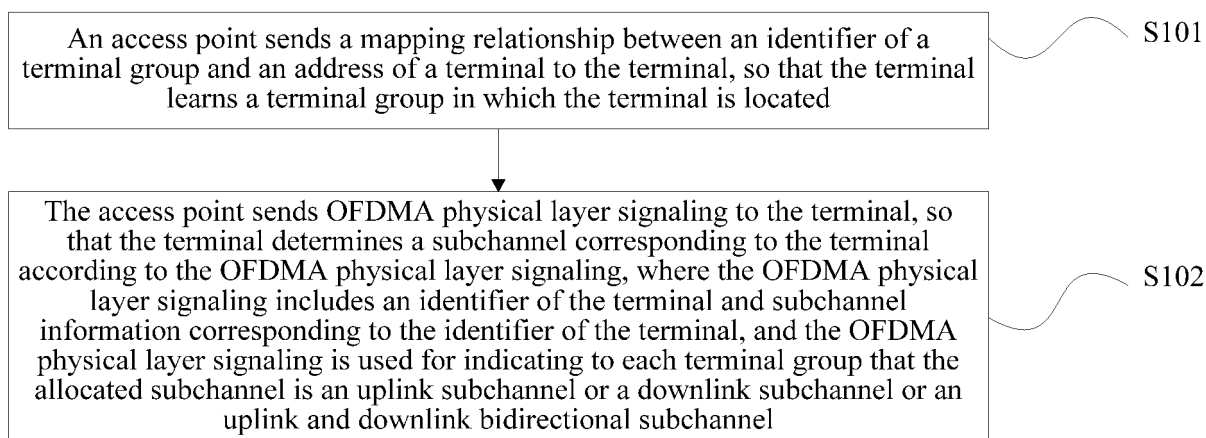 An access point sends a mapping relationship between an identifier of a
terminal group and an address of a terminal to the terminal, so that the terminal
learns a terminal group in which the terminal is located
S101
The access point sends OFDMA physical layer signaling to the terminal, so
that the terminal determines a subchannel corresponding to the terminal
according to the OFDMA physical layer signaling, where the OFDMA physical
layer signaling includes an identifier of the terminal and subchannel
information corresponding to the identifier of the terminal, and the OFDMA
physical layer signaling is used for indicating to each terminal group that the
allocated subchannel is an uplink subchannel or a downlink subchannel or an
uplink and downlink bidirectional subchannel
S102